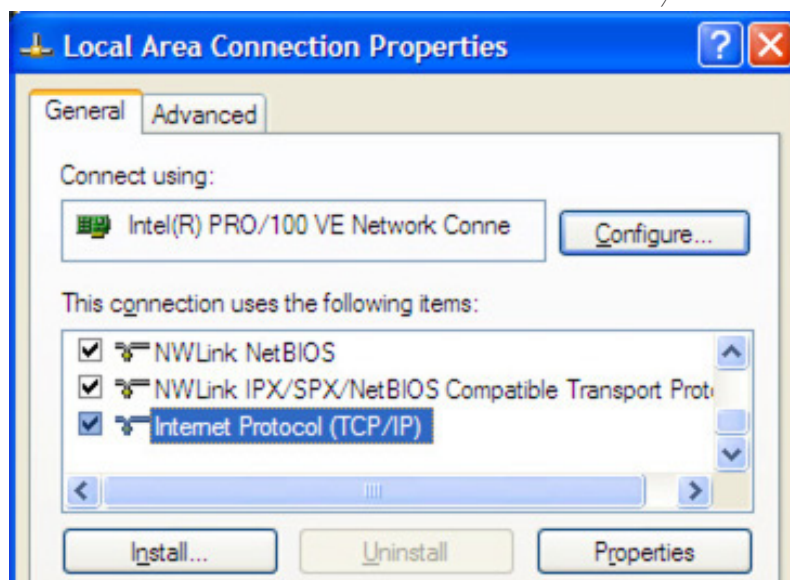 Local Area Connection Properties
General Advanced
Connect using:
Intel(R) PRO/100 VE Network Conne
Configure...
This connection uses the following items:
NWLink NetBIOS
NWLink IPX/SPX/NetBIOS Compatible Transport Prot
Internet Protocol (TCP/IP)
Install... Uninstall Properties